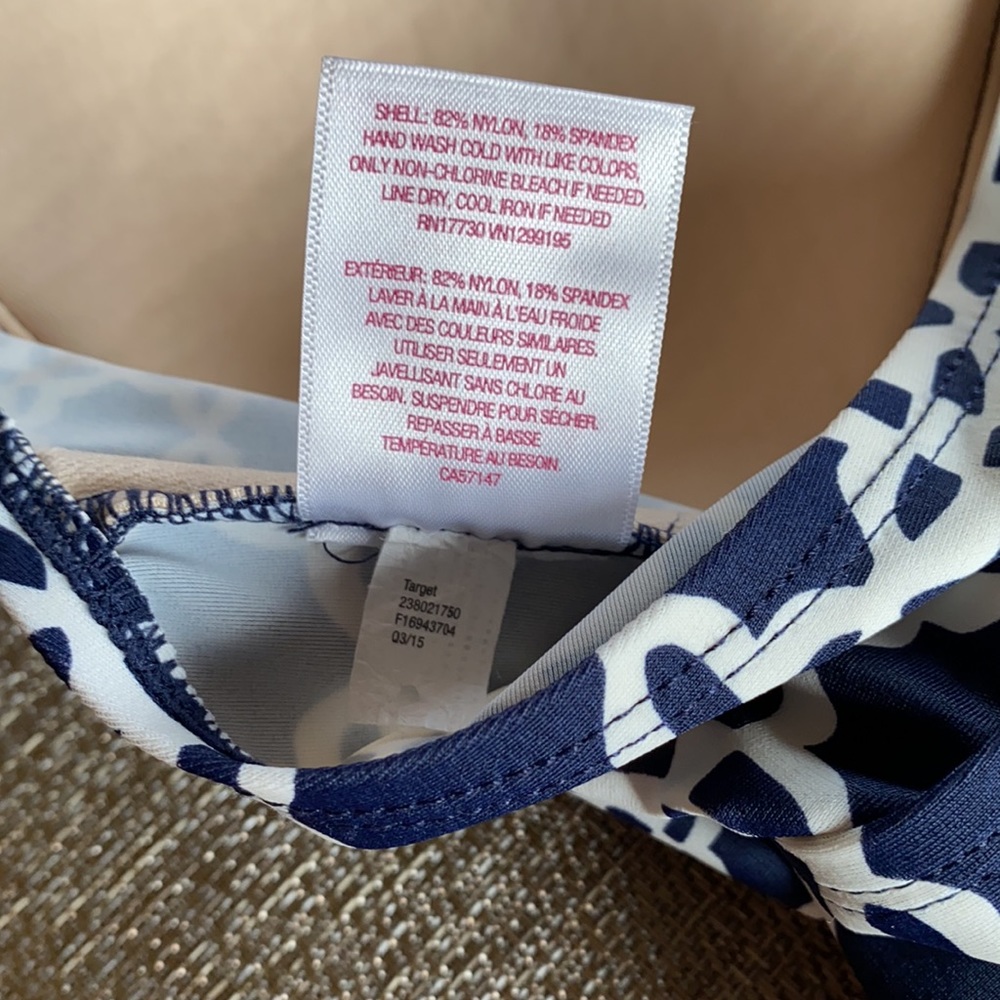 SHELL: 82% NYLON, 18% SPANDEX
HAND WASH COLD WITH LIKE COLORS,
ONLY NON-CHLORINE BLEACH IF NEEDED
LINE DRY, COOL IRON IF NEEDED
RN17730 VN1299195
EXTÉRIEUR: 82% NYLON, 18% SPANDEX
LAVER À LA MAIN À L'EAU FROIDE
AVEC DES COULEURS SIMILAIRES.
UTILISER SEULEMENT UN
JAVELLISANT SANS CHLORE AU
BESOIN. SUSPENDRE POUR SÉCHER.
REPASSER À BASSE
TEMPÉRATURE AU BESOIN.
CA57147
Target
238021750
F16943704
Q3/15